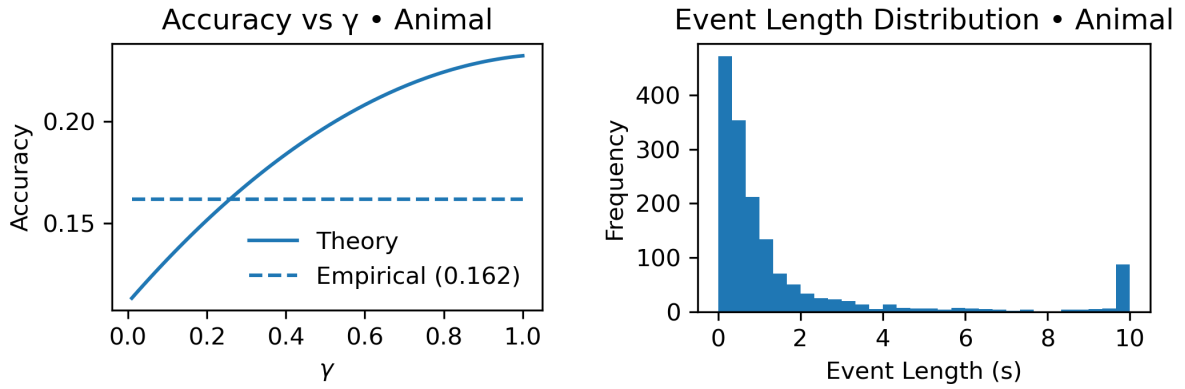 Accuracy vs γ • Animal
Accuracy
0.20
0.15
Theory
Empirical (0.162)
0.0 0.2 0.4 0.6 0.8 1.0
γ
Event Length Distribution • Animal
Frequency
400
300
200
100
0
0 2 4 6 8 10
Event Length (s)